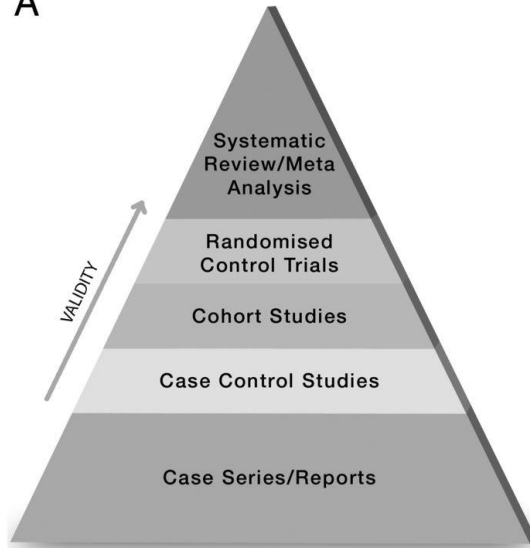 A
Systematic
Review/Meta
Analysis
Randomised
Control Trials
VALIDITY
Cohort Studies
Case Control Studies
Case Series/Reports